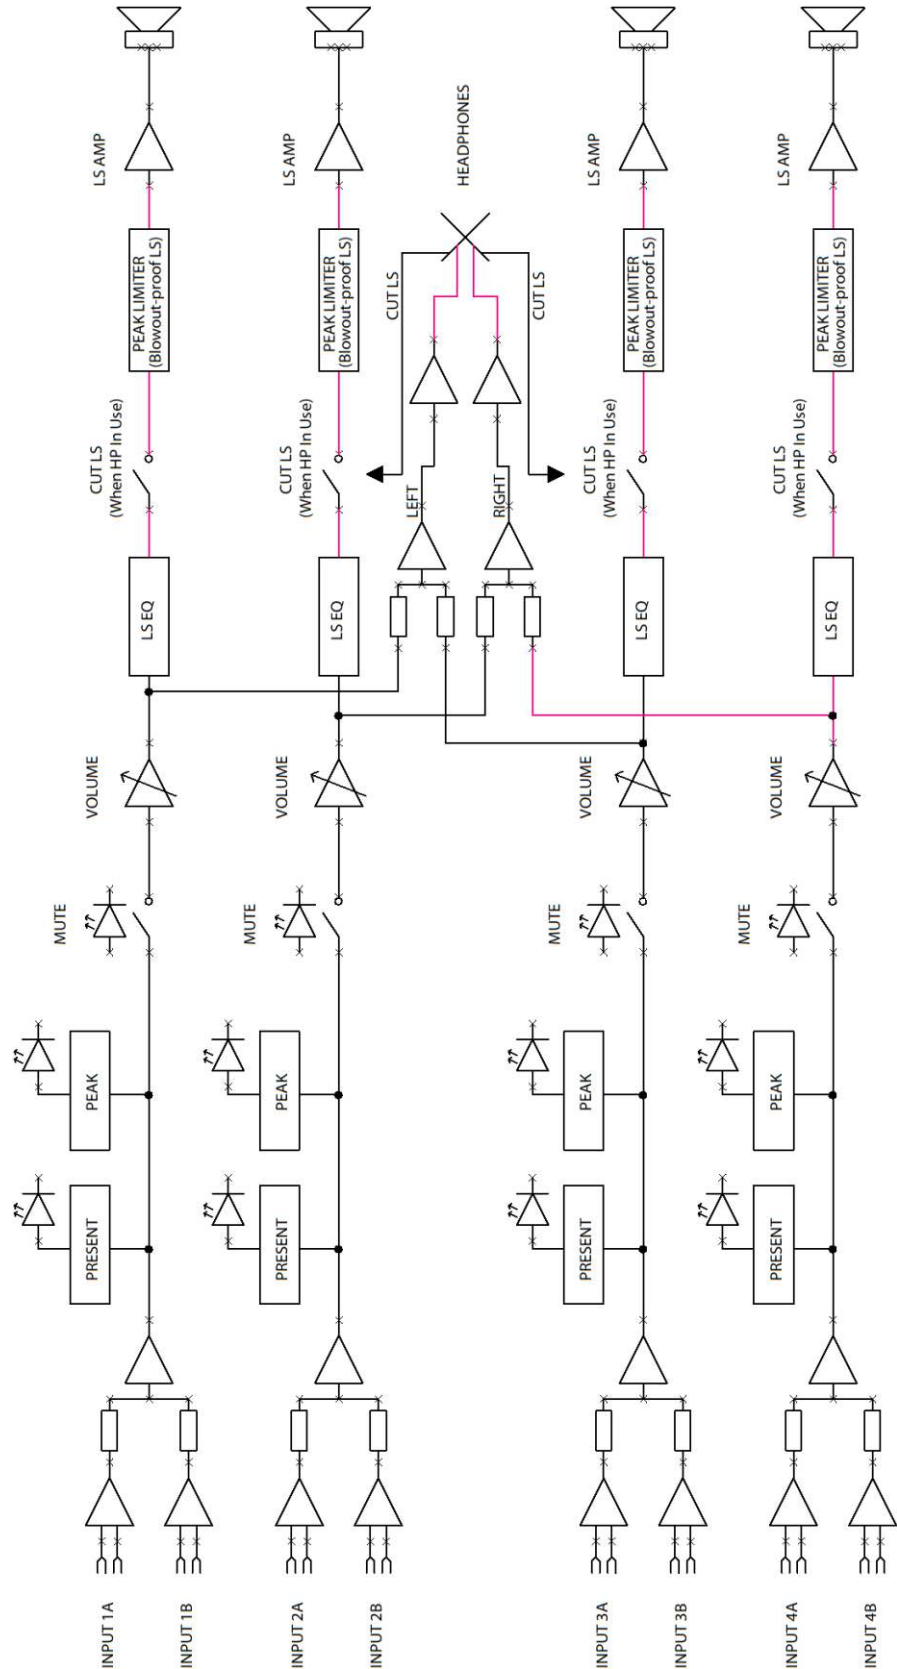 INPUT 1A
INPUT 1B
PRESENT
PEAK
MUTE
VOLUME
LS EQ
CUT LS
(When HP In Use)
PEAK LIMITER
(Blowout-proof LS)
LS AMP
INPUT 2A
INPUT 2B
PRESENT
PEAK
MUTE
VOLUME
LS EQ
CUT LS
(When HP In Use)
PEAK LIMITER
(Blowout-proof LS)
LS AMP
CUT LS
LEFT
HEADPHONES
RIGHT
CUT LS
INPUT 3A
INPUT 3B
PRESENT
PEAK
MUTE
VOLUME
LS EQ
CUT LS
(When HP In Use)
PEAK LIMITER
(Blowout-proof LS)
LS AMP
INPUT 4A
INPUT 4B
PRESENT
PEAK
MUTE
VOLUME
LS EQ
CUT LS
(When HP In Use)
PEAK LIMITER
(Blowout-proof LS)
LS AMP